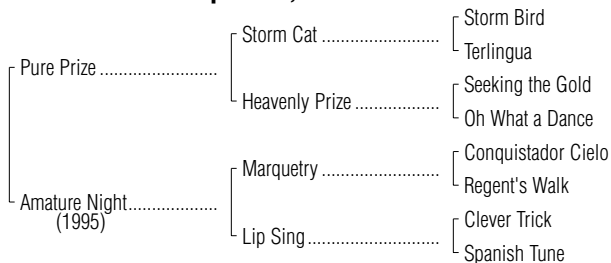 Storm Bird
Storm Cat ........................................
Terlingua
Pure Prize ..............................
Seeking the Gold
Heavenly Prize .............................
Oh What a Dance
Conquistador Cielo
Marquetry ........................................
Regent's Walk
Amature Night.......................
(1995)
Clever Trick
Lip Sing............................................
Spanish Tune